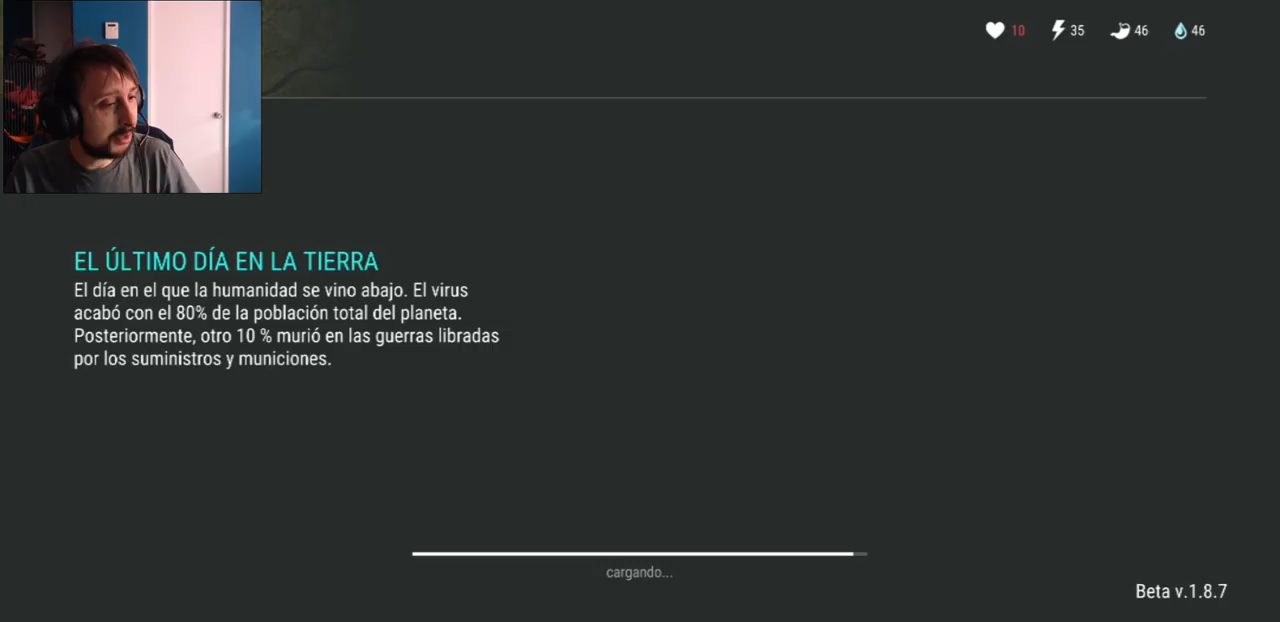 10 35 46 46
EL ÚLTIMO DÍA EN LA TIERRA
El día en el que la humanidad se vino abajo. El virus
acabó con el 80% de la población total del planeta.
Posteriormente, otro 10 % murió en las guerras libradas
por los suministros y municiones.
cargando...
Beta v.1.8.7